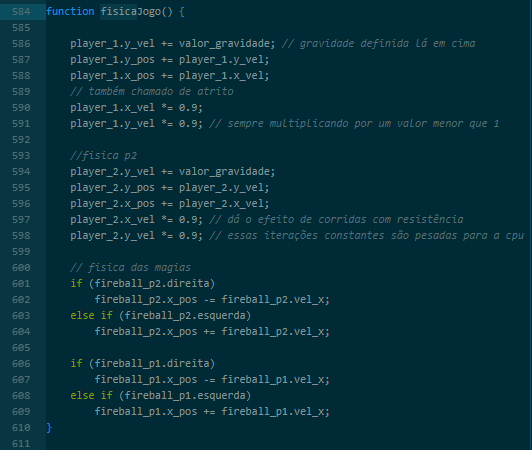 584 function fisicaJogo() {
585
586 player_1.y_vel += valor_gravidade; // gravidade definida lá em cima
587 player_1.y_pos += player_1.y_vel;
588 player_1.x_pos += player_1.x_vel;
589 // também chamado de atrito
590 player_1.x_vel *= 0.9;
591 player_1.y_vel *= 0.9; // sempre multiplicando por um valor menor que 1
592
593 //fisica p2
594 player_2.y_vel += valor_gravidade;
595 player_2.y_pos += player_2.y_vel;
596 player_2.x_pos += player_2.x_vel;
597 player_2.x_vel *= 0.9; // dá o efeito de corridas com resistência
598 player_2.y_vel *= 0.9; // essas iterações constantes são pesadas para a cpu
599
600 // fisica das magias
601 if (fireball_p2.direita)
602 fireball_p2.x_pos -= fireball_p2.vel_x;
603 else if (fireball_p2.esquerda)
604 fireball_p2.x_pos += fireball_p2.vel_x;
605
606 if (fireball_p1.direita)
607 fireball_p1.x_pos -= fireball_p1.vel_x;
608 else if (fireball_p1.esquerda)
609 fireball_p1.x_pos += fireball_p1.vel_x;
610 }
611